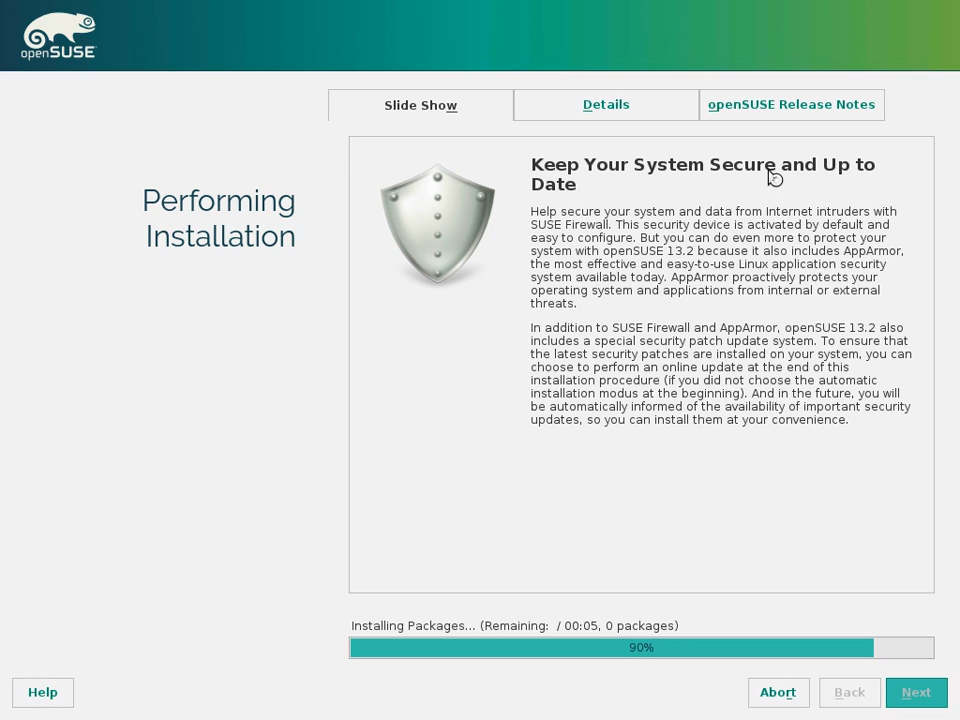 openSUSE
Slide Show
Details
openSUSE Release Notes
Performing
Installation
Keep Your System Secure and Up to
Date
Help secure your system and data from Internet intruders with
SUSE Firewall. This security device is activated by default and
easy to configure. But you can do even more to protect your
system with openSUSE 13.2 because it also includes AppArmor,
the most effective and easy-to-use Linux application security
system available today. AppArmor proactively protects your
operating system and applications from internal or external
threats.
In addition to SUSE Firewall and AppArmor, openSUSE 13.2 also
includes a special security patch update system. To ensure that
the latest security patches are installed on your system, you can
choose to perform an online update at the end of this
installation procedure (if you did not choose the automatic
installation modus at the beginning). And in the future, you will
be automatically informed of the availability of important security
updates, so you can install them at your convenience.
Installing Packages... (Remaining:  / 00:05, 0 packages)
90%
Help
Abort
Back
Next